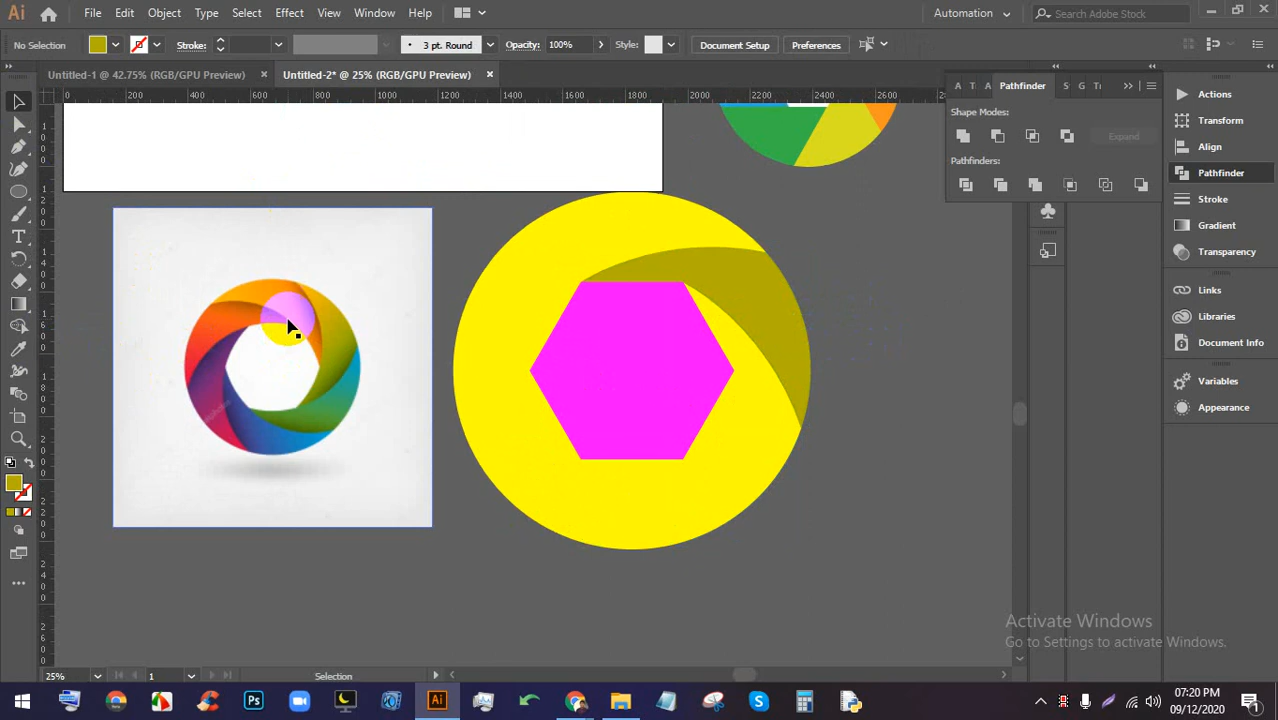 Ai File Edit Object Type Select Effect View Window Help Automation Search Adobe Stock
No Selection Stroke: 3 pt. Round Opacity: 100% Style: Document Setup Preferences
Untitled-1 @ 42.75% (RGB/GPU Preview) Untitled-2* @ 25% (RGB/GPU Preview)
0 200 400 600 800 1000 1200 1400 1600 1800 2000 2200 2400 2600
Pathfinder
Shape Modes:
Expand
Pathfinders:
Actions
Transform
Align
Pathfinder
Stroke
Gradient
Transparency
Links
Libraries
Document Info
Variables
Appearance
T
Activate Windows
Go to Settings to activate Windows.
25% 1 Selection
Ps Ai S 07:20 PM
09/12/2020